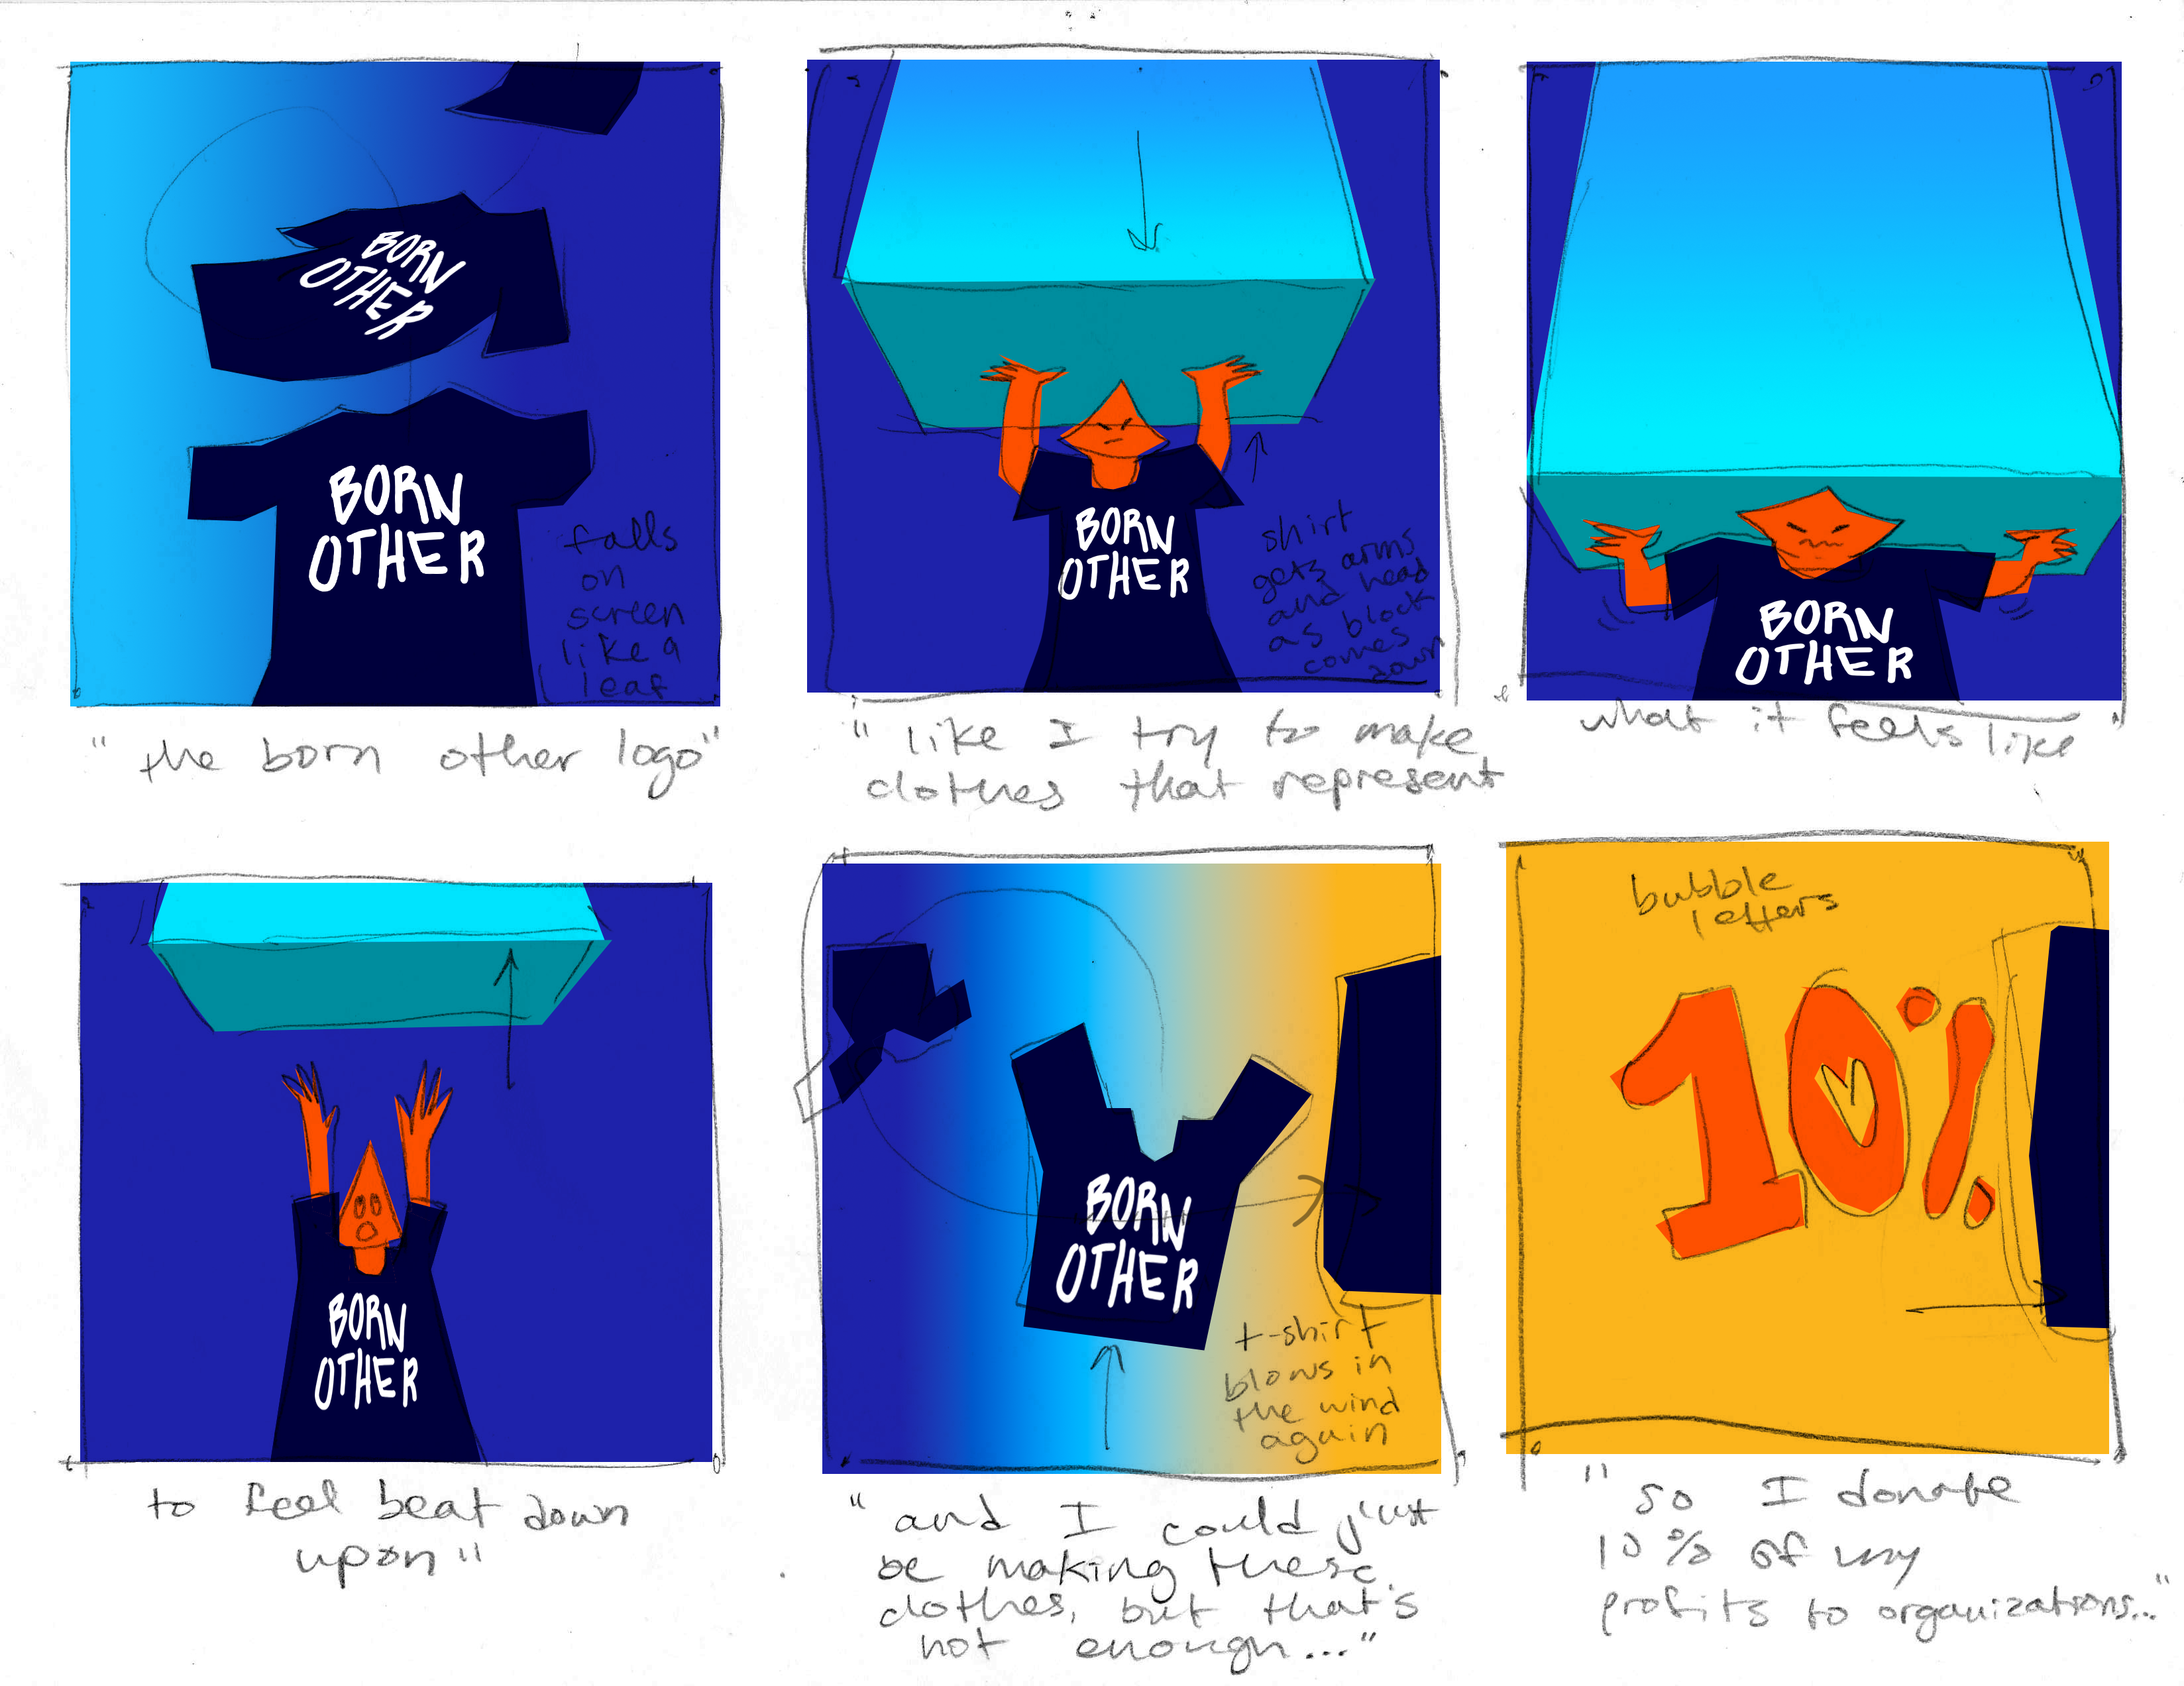 BORN
OTHER
BORN
OTHER
falls
on
screen
like a
leaf
"the born other logo"
BORN
OTHER
shirt
gets arms
and head
as block
comes
down
"like I try to make
clothes that represent
BORN
OTHER
what it feels like"
BORN
OTHER
to feel beat down
upon"
BORN
OTHER
t-shirt
blows in
the wind
again
"and I could just
be making these
clothes, but that's
not enough..."
bubble
letters
10%
"so I donate
10% of my
profits to organizations..."